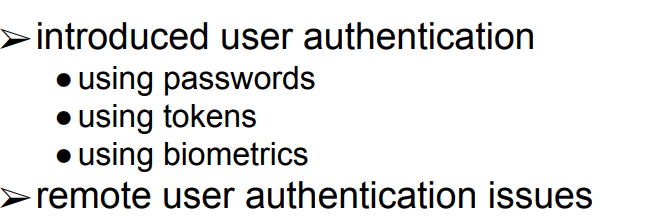 ➢introduced user authentication
●using passwords
●using tokens
●using biometrics
➢remote user authentication issues